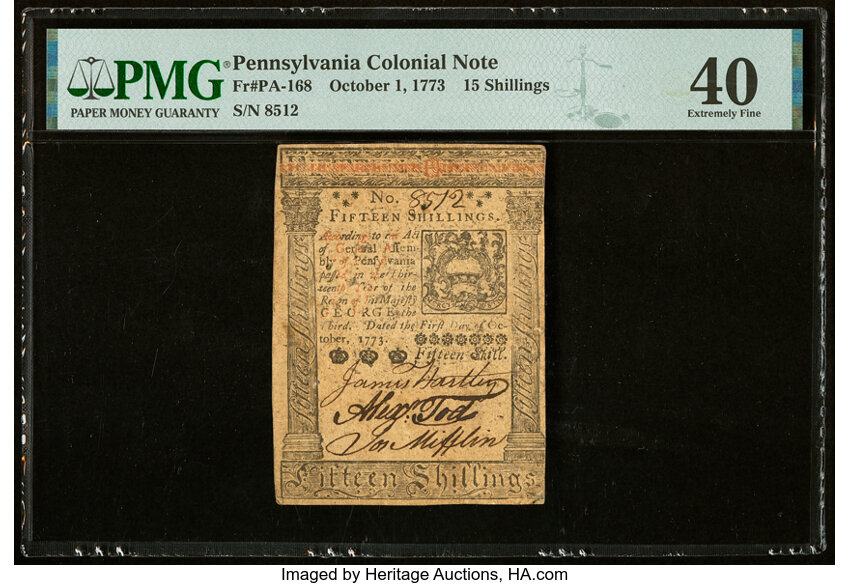 PMG®
PAPER MONEY GUARANTY
Pennsylvania Colonial Note
Fr#PA-168 October 1, 1773 15 Shillings
S/N 8512
40
Extremely Fine
No. 8512
FIFTEEN SHILLINGS.
According to an Act
of General Assem-
bly of Pensylvania
passed in the Thir-
teenth Year of the
Reign of his Majesty
GEORGE the
Third. Dated the First Day of Oc-
tober, 1773.
Fifteen Shill.
James Hartley
Alexr. Tod
Jos Mifflin
Fifteen Shillings
Fifteen Shillings
Fifteen Shillings
Imaged by Heritage Auctions, HA.com